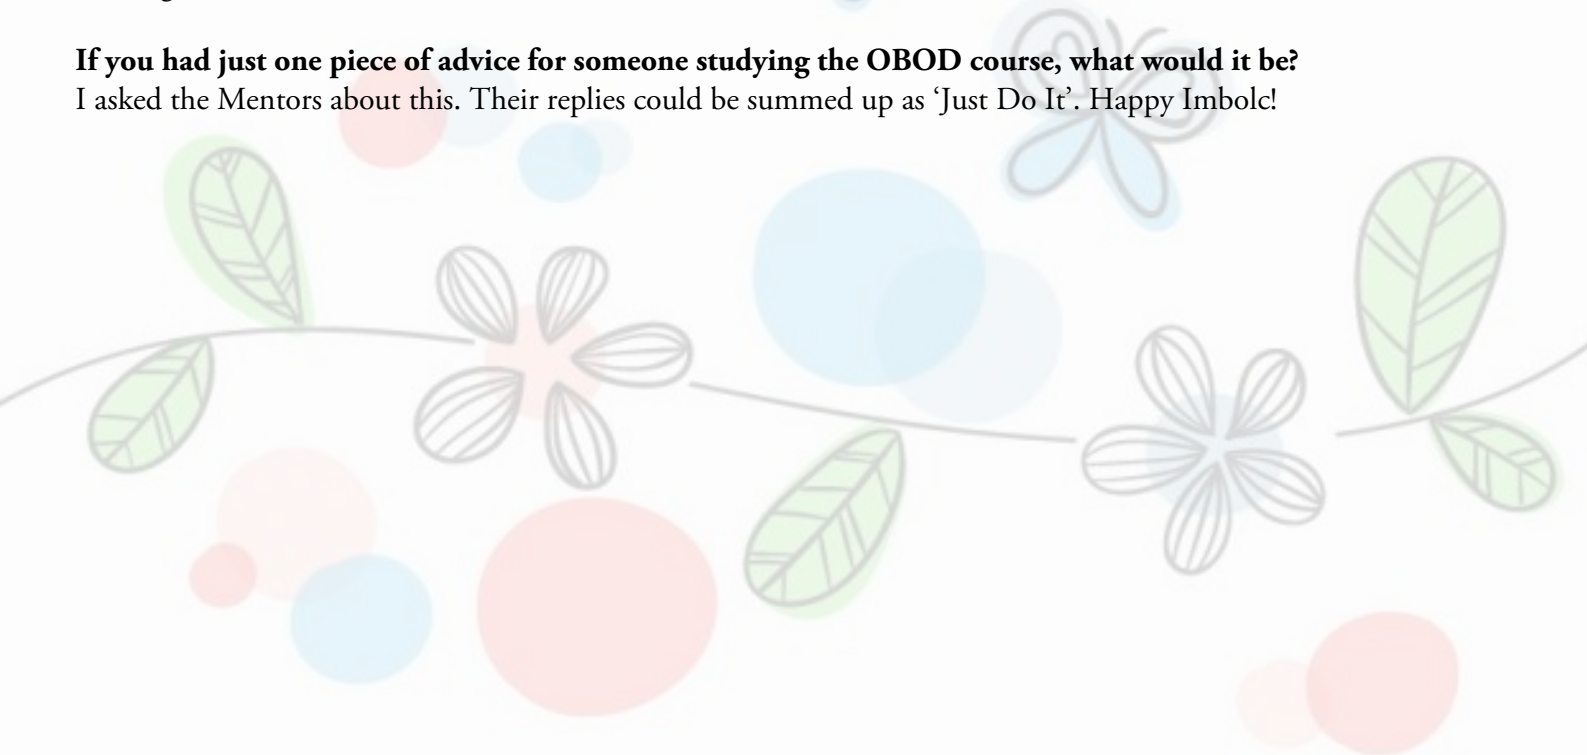 If you had just one piece of advice for someone studying the OBOD course, what would it be?
I asked the Mentors about this. Their replies could be summed up as ‘Just Do It’. Happy Imbolc!